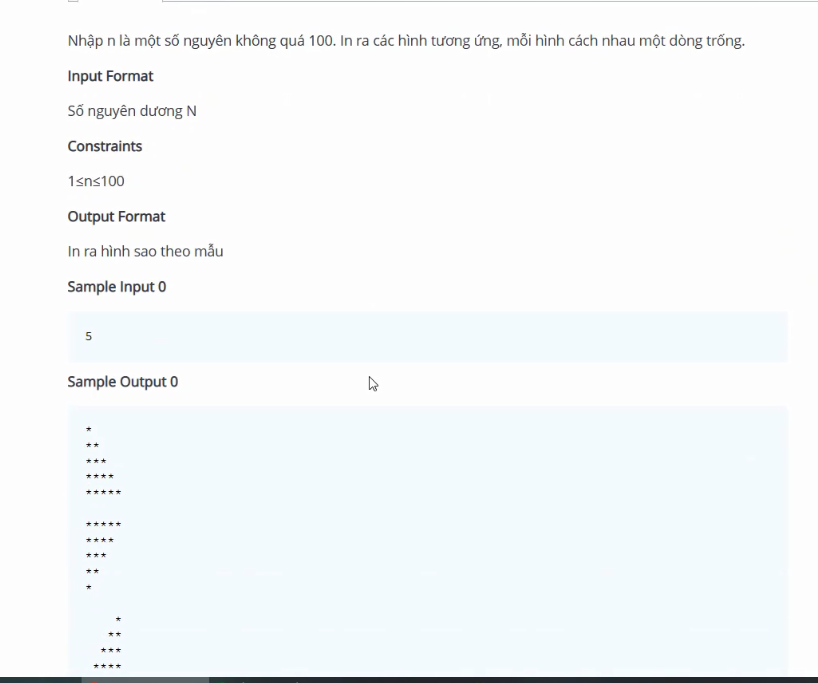 Nhập n là một số nguyên không quá 100. In ra các hình tương ứng, mỗi hình cách nhau một dòng trống.
Input Format
Số nguyên dương N
Constraints
1≤n≤100
Output Format
In ra hình sao theo mẫu
Sample Input 0
5
Sample Output 0
*
**
***
****
*****

*****
****
***
**
*

    *
   **
  ***
 ****